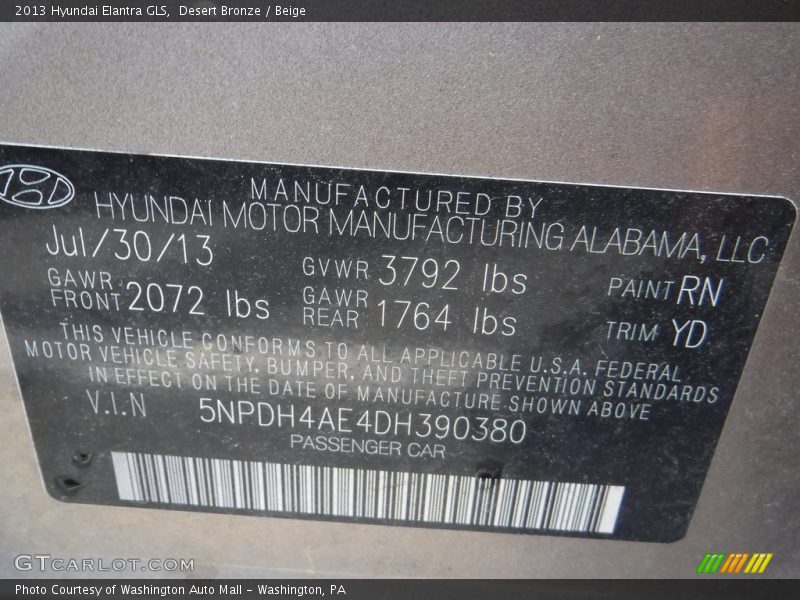 2013 Hyundai Elantra GLS,  Desert Bronze / Beige
MANUFACTURED BY
HYUNDAI MOTOR MANUFACTURING ALABAMA, LLC
Jul/30/13
GVWR 3792 lbs
PAINT RN
GAWR FRONT 2072 lbs
GAWR REAR 1764 lbs
TRIM YD
THIS VEHICLE CONFORMS TO ALL APPLICABLE U.S.A. FEDERAL
MOTOR VEHICLE SAFETY, BUMPER, AND THEFT PREVENTION STANDARDS
IN EFFECT ON THE DATE OF MANUFACTURE SHOWN ABOVE
V.I.N 5NPDH4AE4DH390380
PASSENGER CAR
GTCARLOT.COM
Photo Courtesy of Washington Auto Mall – Washington, PA